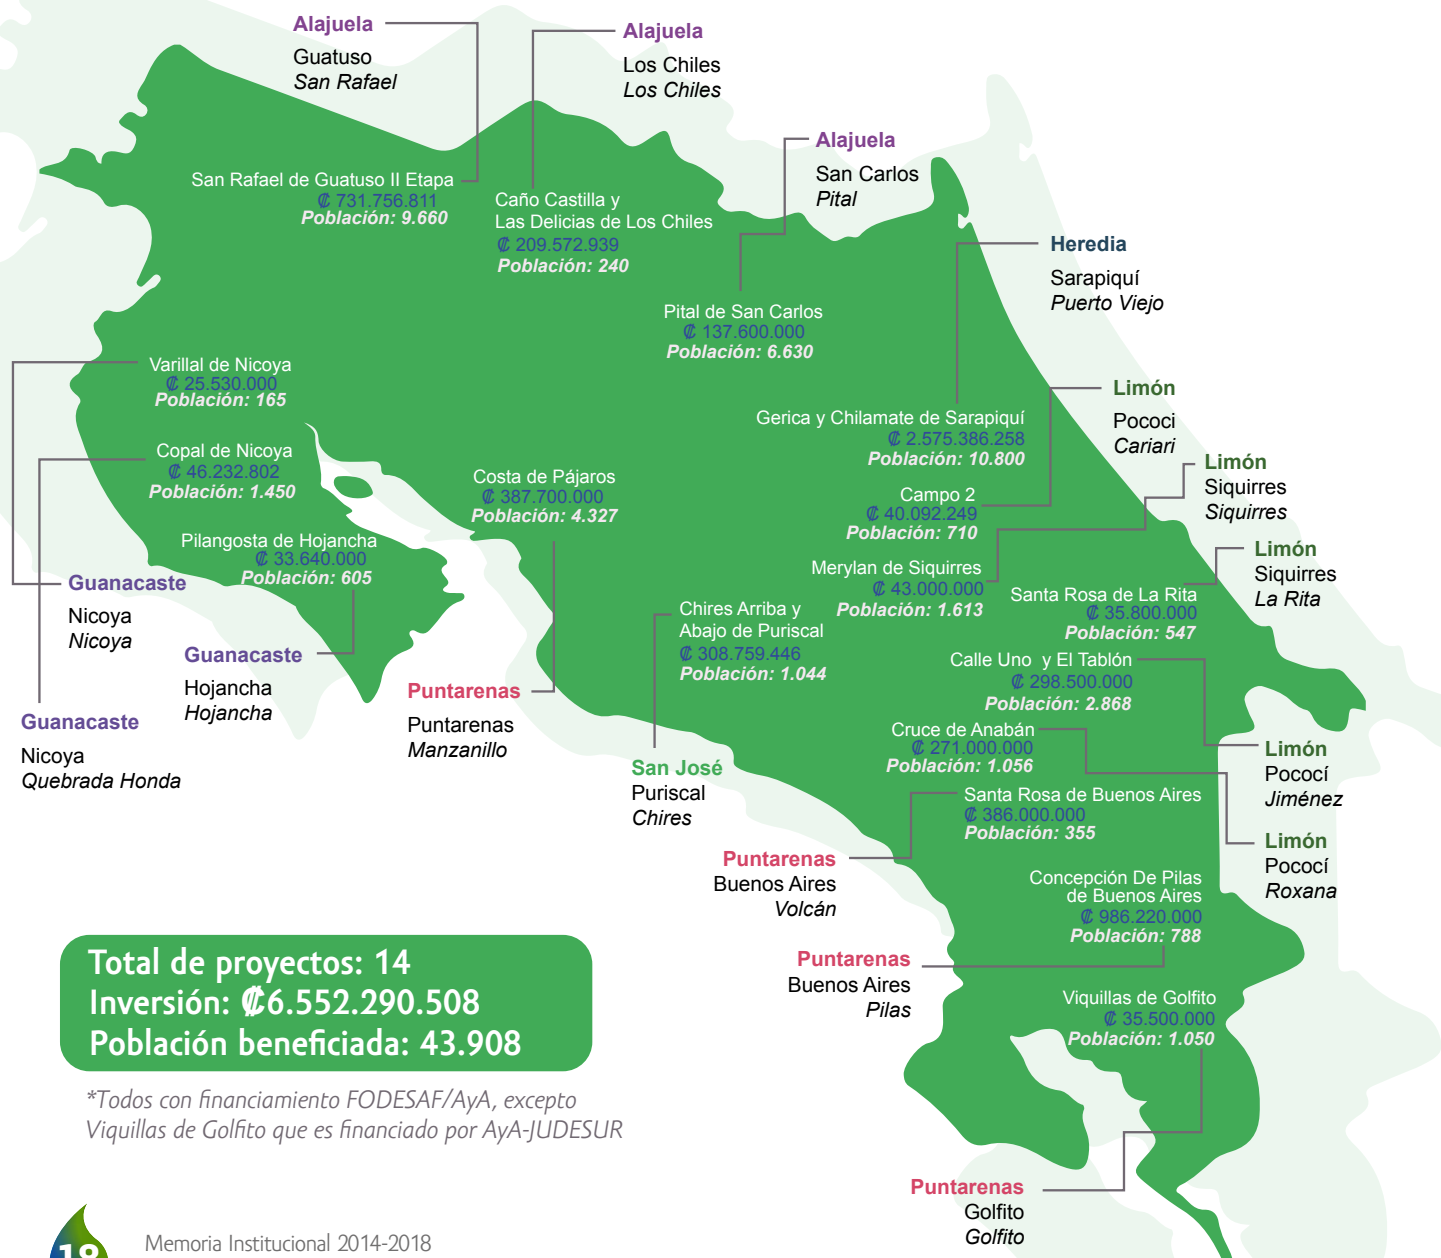 Alajuela
Guatuso
San Rafael
Alajuela
Los Chiles
Los Chiles
Alajuela
San Carlos
Pital
San Rafael de Guatuso II Etapa
₡ 731.756.811
Población: 9.660
Caño Castilla y
Las Delicias de Los Chiles
₡ 209.572.939
Población: 240
Heredia
Sarapiquí
Puerto Viejo
Pital de San Carlos
₡ 137.600.000
Población: 6.630
Varillal de Nicoya
₡ 25.530.000
Población: 165
Limón
Pococi
Cariari
Gerica y Chilamate de Sarapiquí
₡ 2.575.386.258
Población: 10.800
Copal de Nicoya
₡ 46.232.802
Población: 1.450
Costa de Pájaros
₡ 387.700.000
Población: 4.327
Limón
Siquirres
Siquirres
Campo 2
₡ 40.092.249
Población: 710
Pilangosta de Hojancha
₡ 33.640.000
Población: 605
Limón
Siquirres
La Rita
Merylan de Siquirres
₡ 43.000.000
Población: 1.613
Santa Rosa de La Rita
₡ 35.800.000
Población: 547
Guanacaste
Nicoya
Nicoya
Chires Arriba y
Abajo de Puriscal
₡ 308.759.446
Población: 1.044
Guanacaste
Hojancha
Hojancha
Calle Uno  y El Tablón
₡ 298.500.000
Población: 2.868
Puntarenas
Puntarenas
Manzanillo
Guanacaste
Nicoya
Quebrada Honda
Cruce de Anabán
₡ 271.000.000
Población: 1.056
Limón
Pococí
Jiménez
San José
Puriscal
Chires
Santa Rosa de Buenos Aires
₡ 386.000.000
Población: 355
Limón
Pococí
Roxana
Puntarenas
Buenos Aires
Volcán
Concepción De Pilas
de Buenos Aires
₡ 986.220.000
Población: 788
Puntarenas
Buenos Aires
Pilas
Total de proyectos: 14
Inversión: ₡6.552.290.508
Población beneficiada: 43.908
Viquillas de Golfito
₡ 35.500.000
Población: 1.050
*Todos con financiamiento FODESAF/AyA, excepto
Viquillas de Golfito que es financiado por AyA-JUDESUR
Puntarenas
Golfito
Golfito
18
Memoria Institucional 2014-2018